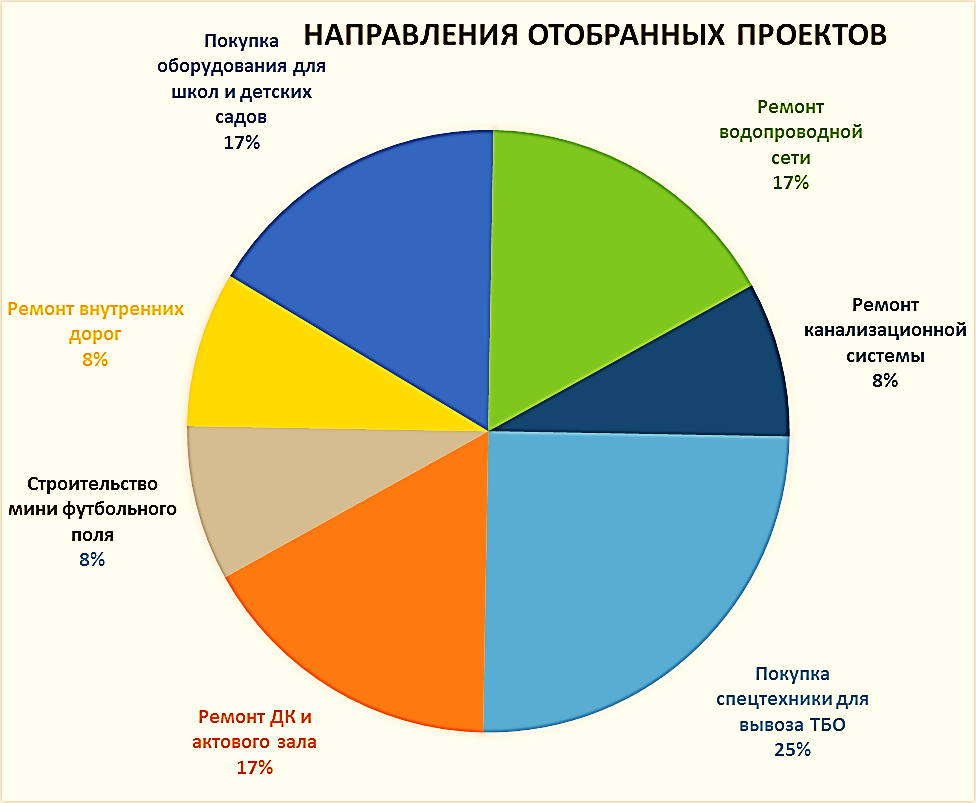 НАПРАВЛЕНИЯ ОТОБРАННЫХ ПРОЕКТОВ
Покупка
оборудования для
школ и детских
садов
17%
Ремонт
водопроводной
сети
17%
Ремонт внутренних
дорог
8%
Ремонт
канализационной
системы
8%
Строительство
мини футбольного
поля
8%
Покупка
спецтехники для
вывоза ТБО
25%
Ремонт ДК и
актового зала
17%